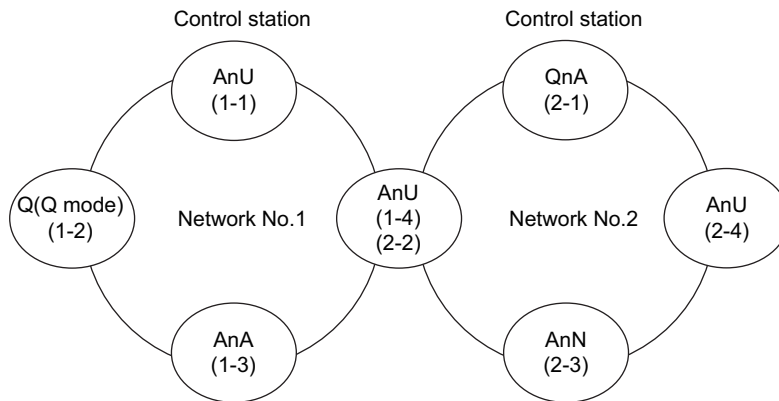 Control station
Control station
AnU
(1-1)
QnA
(2-1)
Q(Q mode)
(1-2)
Network No.1
AnU
(1-4)
(2-2)
Network No.2
AnU
(2-4)
AnA
(1-3)
AnN
(2-3)